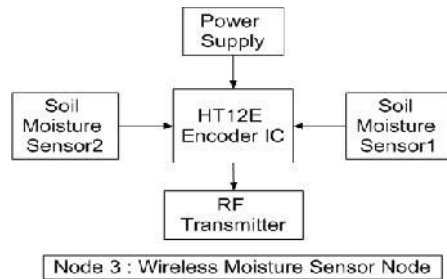 Power
Supply
Soil
Moisture
Sensor2
HT12E
Encoder IC
Soil
Moisture
Sensor1
RF
Transmitter
Node 3 : Wireless Moisture Sensor Node